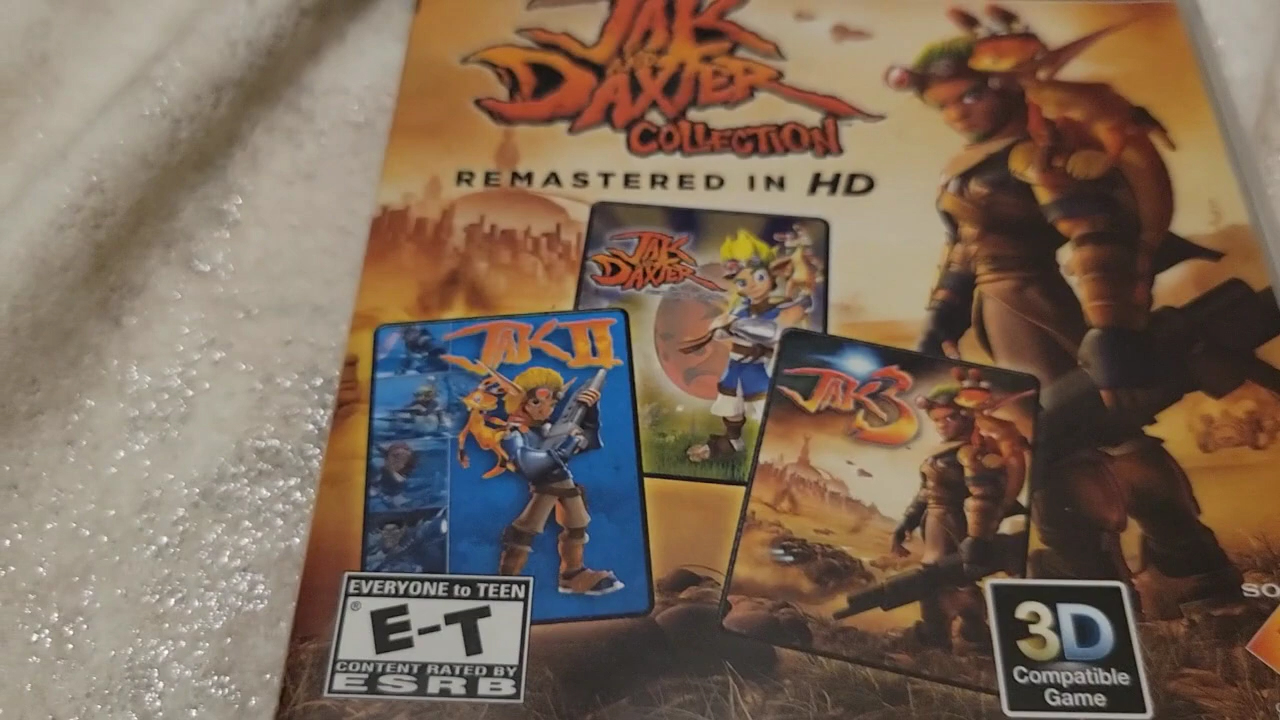 JAK
AND
DAXTER
COLLECTION
REMASTERED IN HD
JAK
AND
DAXTER
JAK II
JAK 3
EVERYONE to TEEN
®
E-T
CONTENT RATED BY
ESRB
3D
Compatible
Game
SO